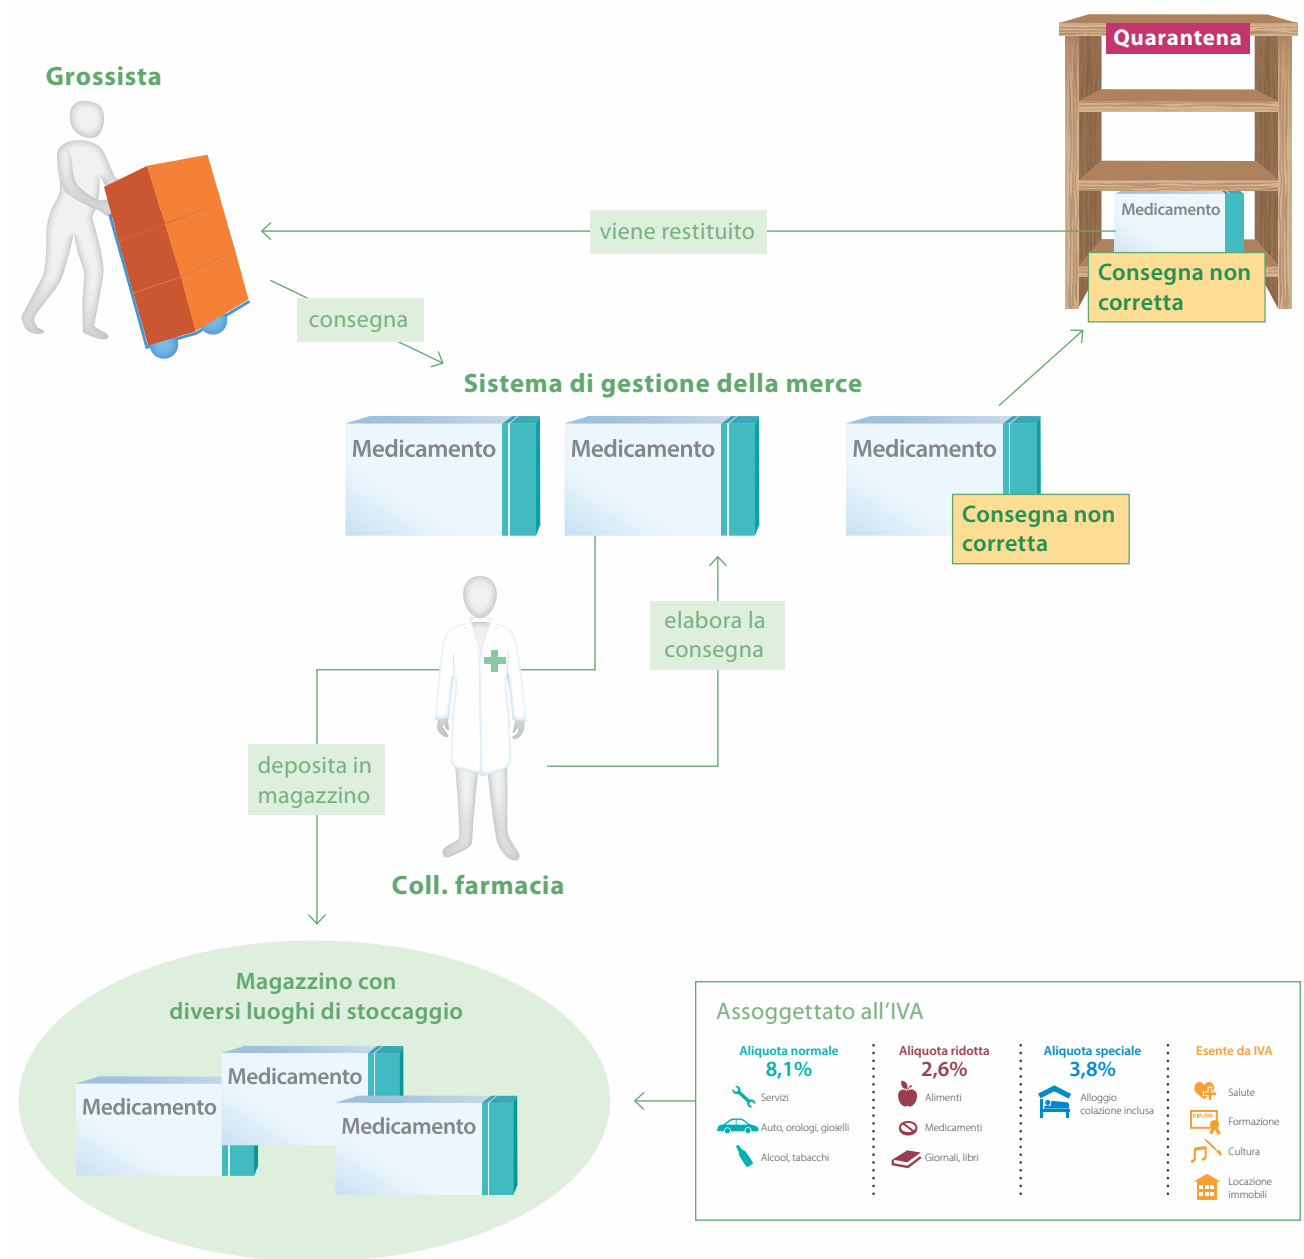 Quarantena
Grossista
Medicamento
viene restituito
Consegna non
corretta
consegna
Sistema di gestione della merce
Medicamento
Medicamento
Medicamento
Consegna non
corretta
elabora la
consegna
deposita in
magazzino
Coll. farmacia
Magazzino con
diversi luoghi di stoccaggio
Medicamento
Medicamento
Medicamento
Assoggettato all'IVA
Aliquota normale
8,1%
Servizi
Auto, orologi, gioielli
Alcool, tabacchi
Aliquota ridotta
2,6%
Alimenti
Medicamenti
Giornali, libri
Aliquota speciale
3,8%
Alloggio
colazione inclusa
Esente da IVA
Salute
DIPLOM
Formazione
Cultura
Locazione
immobili